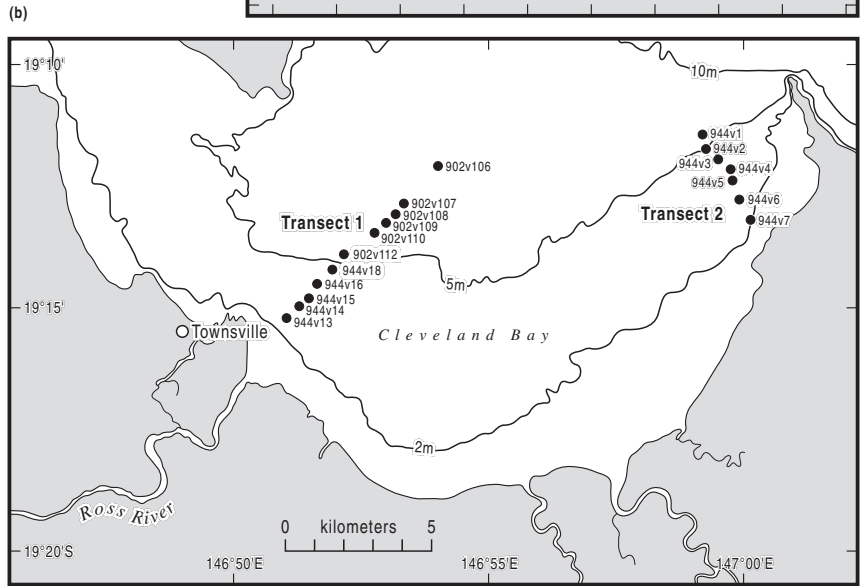 (b)
19°10'
10m
944v1
944v2
944v3
944v4
902v106
944v5
944v6
902v107
Transect 2
902v108
944v7
Transect 1
902v109
902v110
902v112
944v18
944v16
5m
944v15
19°15'
944v14
944v13
Townsville
Cleveland Bay
2m
Ross River
0 kilometers 5
19°20'S
146°50'E
146°55'E
147°00'E